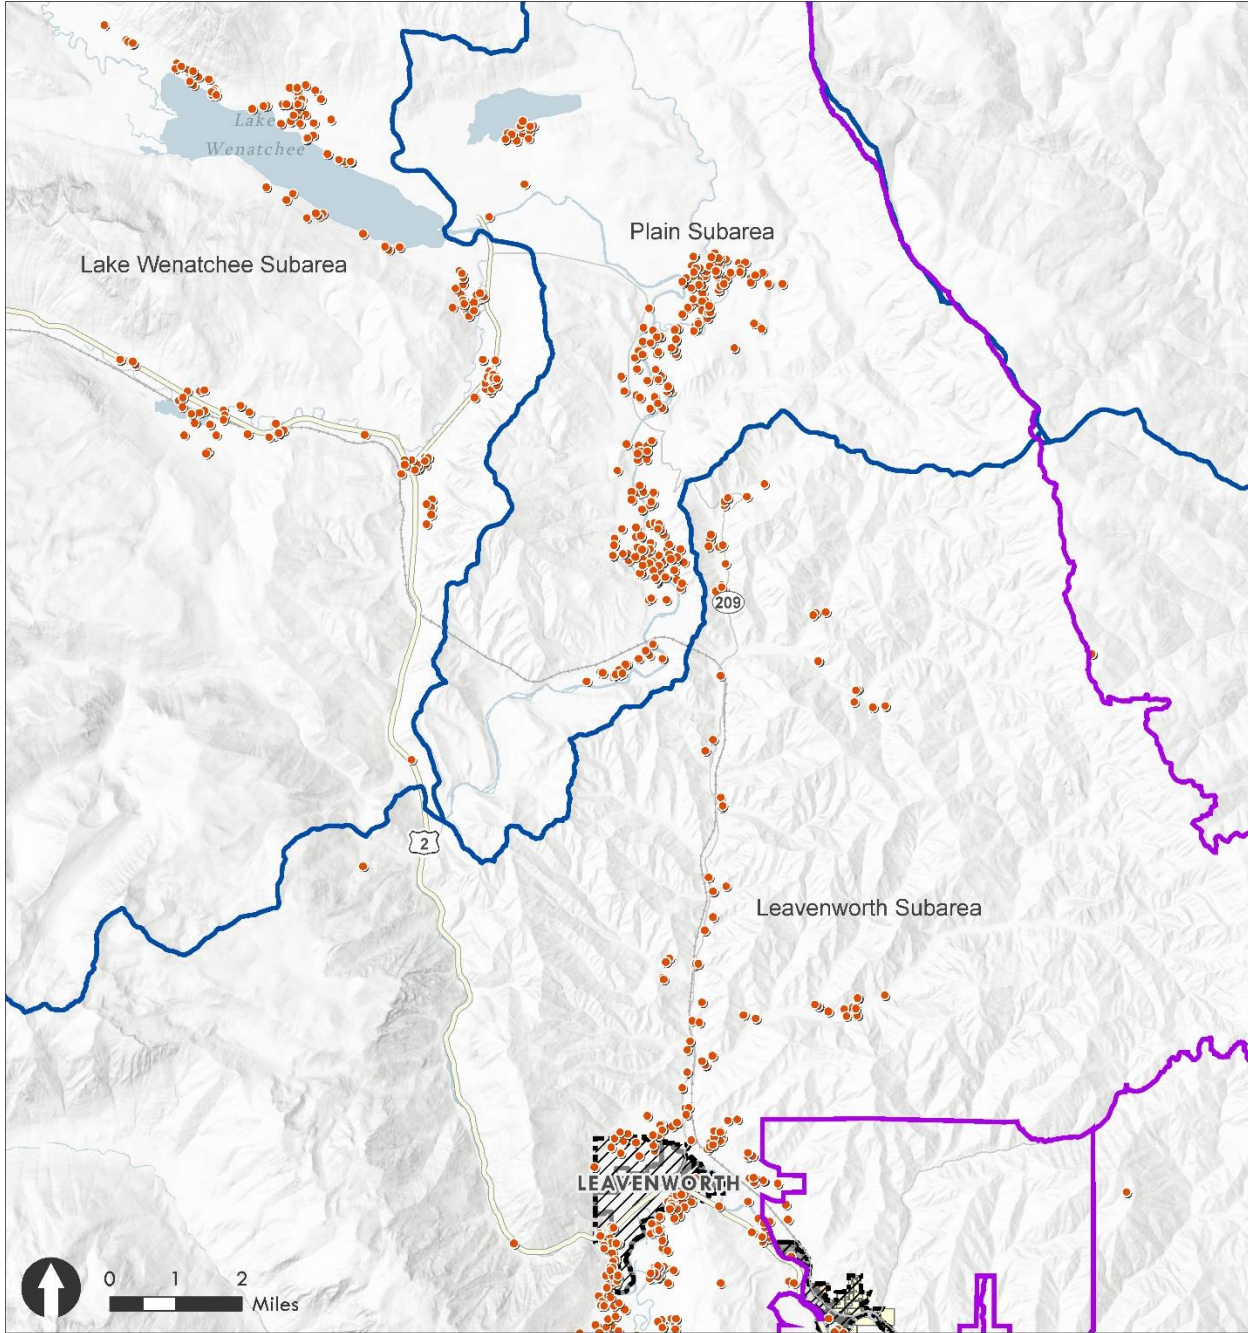 Lake
Wenatchee
Plain Subarea
Lake Wenatchee Subarea
209
2
Leavenworth Subarea
LEAVENWORTH
0 1 2
Miles